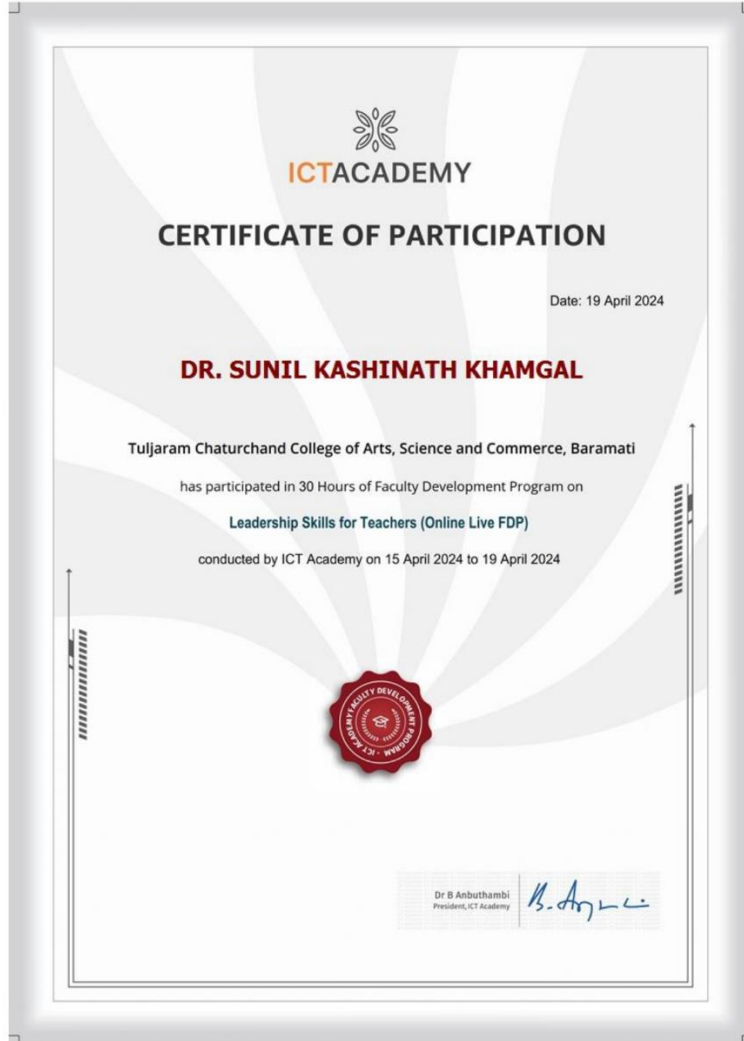 ICTACADEMY
CERTIFICATE OF PARTICIPATION
Date: 19 April 2024
DR. SUNIL KASHINATH KHAMGAL
Tuljaram Chaturchand College of Arts, Science and Commerce, Baramati
has participated in 30 Hours of Faculty Development Program on
Leadership Skills for Teachers (Online Live FDP)
conducted by ICT Academy on 15 April 2024 to 19 April 2024
FACULTY DEVELOPMENT PROGRAM · ICT ACADEMY
Dr B Anbuthambi
President, ICT Academy